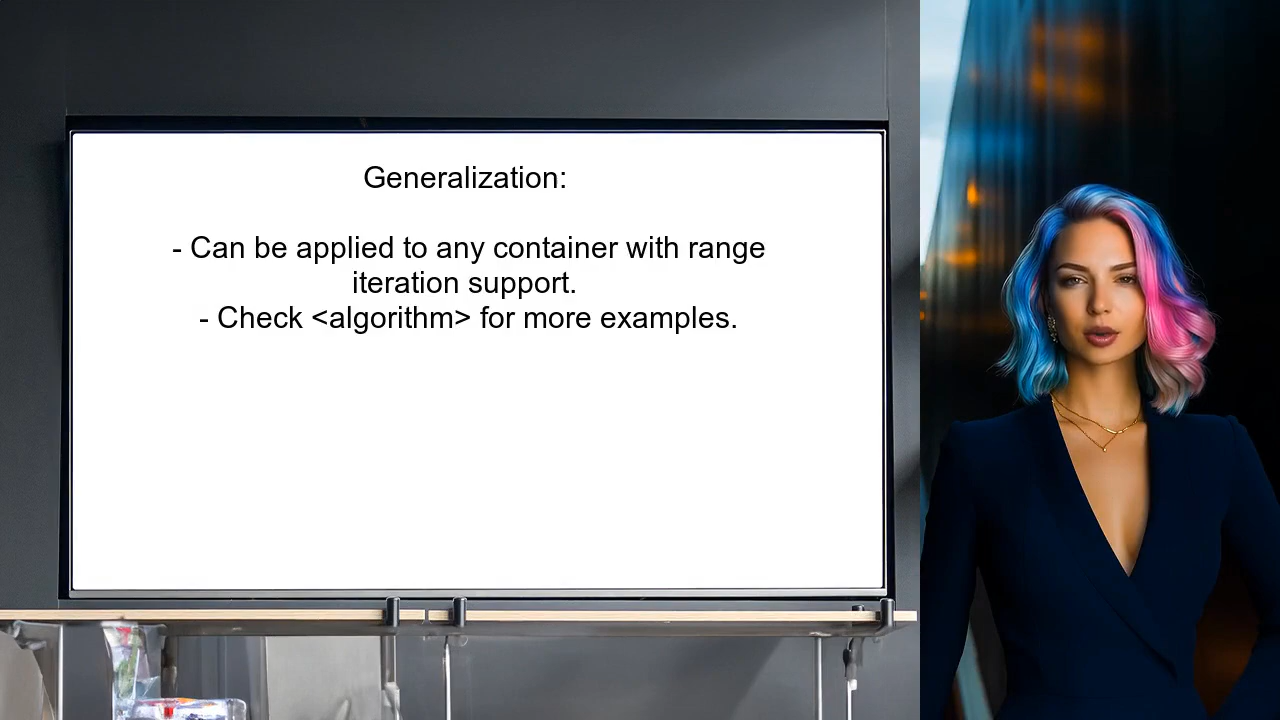 Generalization:
- Can be applied to any container with range
iteration support.
- Check <algorithm> for more examples.